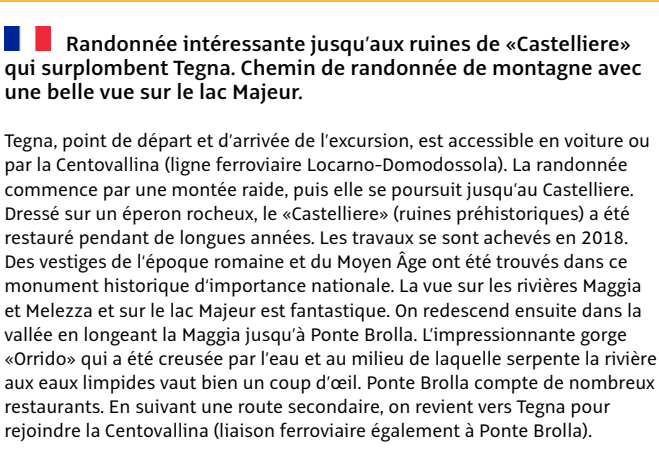 Randonnée intéressante jusqu'aux ruines de «Castelliere»
qui surplombent Tegna. Chemin de randonnée de montagne avec
une belle vue sur le lac Majeur.
Tegna, point de départ et d'arrivée de l'excursion, est accessible en voiture ou
par la Centovallina (ligne ferroviaire Locarno-Domodossola). La randonnée
commence par une montée raide, puis elle se poursuit jusqu'au Castelliere.
Dressé sur un éperon rocheux, le «Castelliere» (ruines préhistoriques) a été
restauré pendant de longues années. Les travaux se sont achevés en 2018.
Des vestiges de l'époque romaine et du Moyen Âge ont été trouvés dans ce
monument historique d'importance nationale. La vue sur les rivières Maggia
et Melezza et sur le lac Majeur est fantastique. On redescend ensuite dans la
vallée en longeant la Maggia jusqu'à Ponte Brolla. L'impressionnante gorge
«Orrido» qui a été creusée par l'eau et au milieu de laquelle serpente la rivière
aux eaux limpides vaut bien un coup d'œil. Ponte Brolla compte de nombreux
restaurants. En suivant une route secondaire, on revient vers Tegna pour
rejoindre la Centovallina (liaison ferroviaire également à Ponte Brolla).